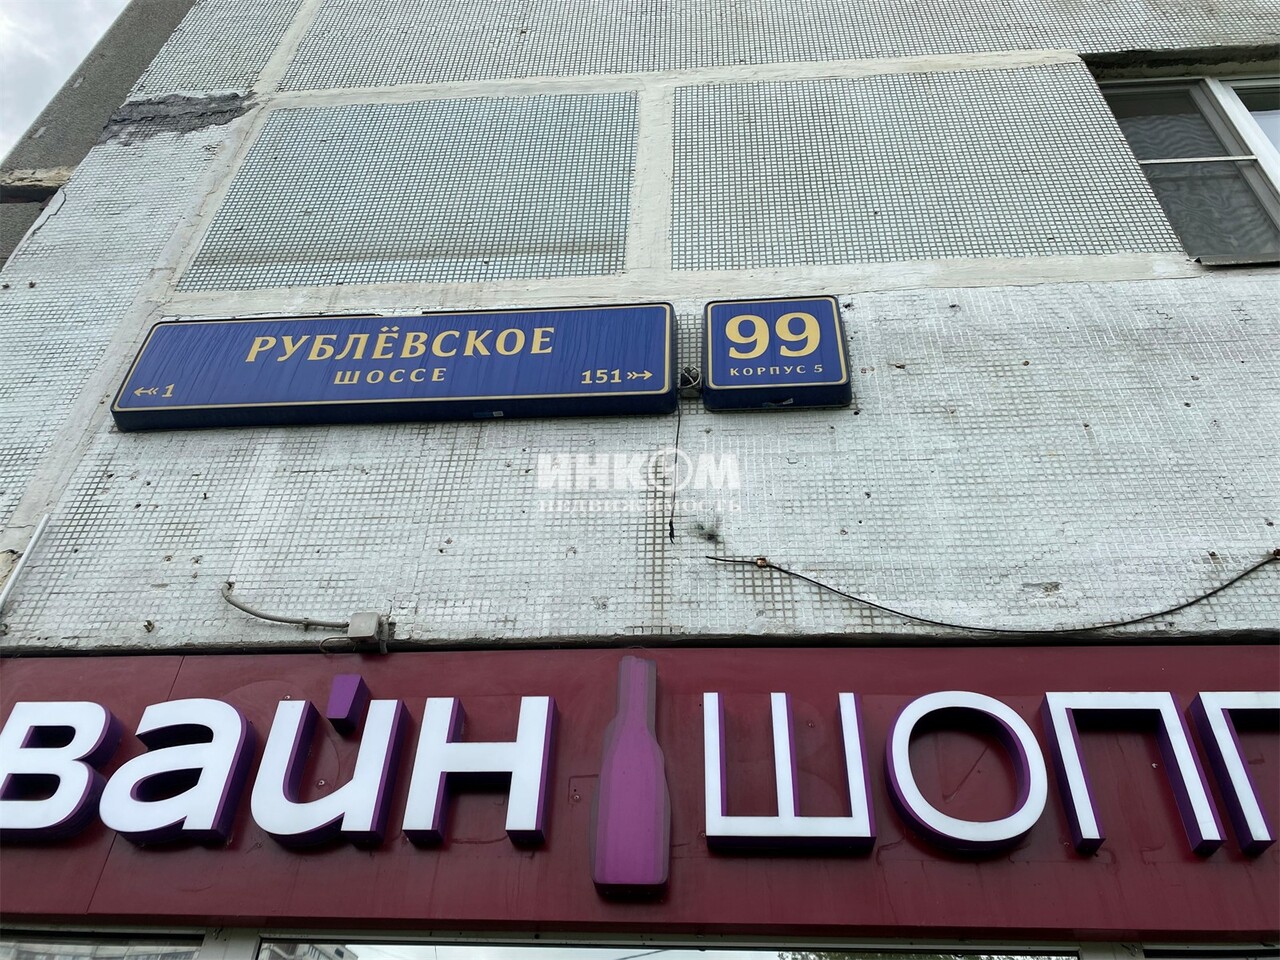 РУБЛЁВСКОЕ
ШОССЕ
1
151
99
КОРПУС 5
ИНКОМ
НЕДВИЖИМОСТЬ
вайн шопп